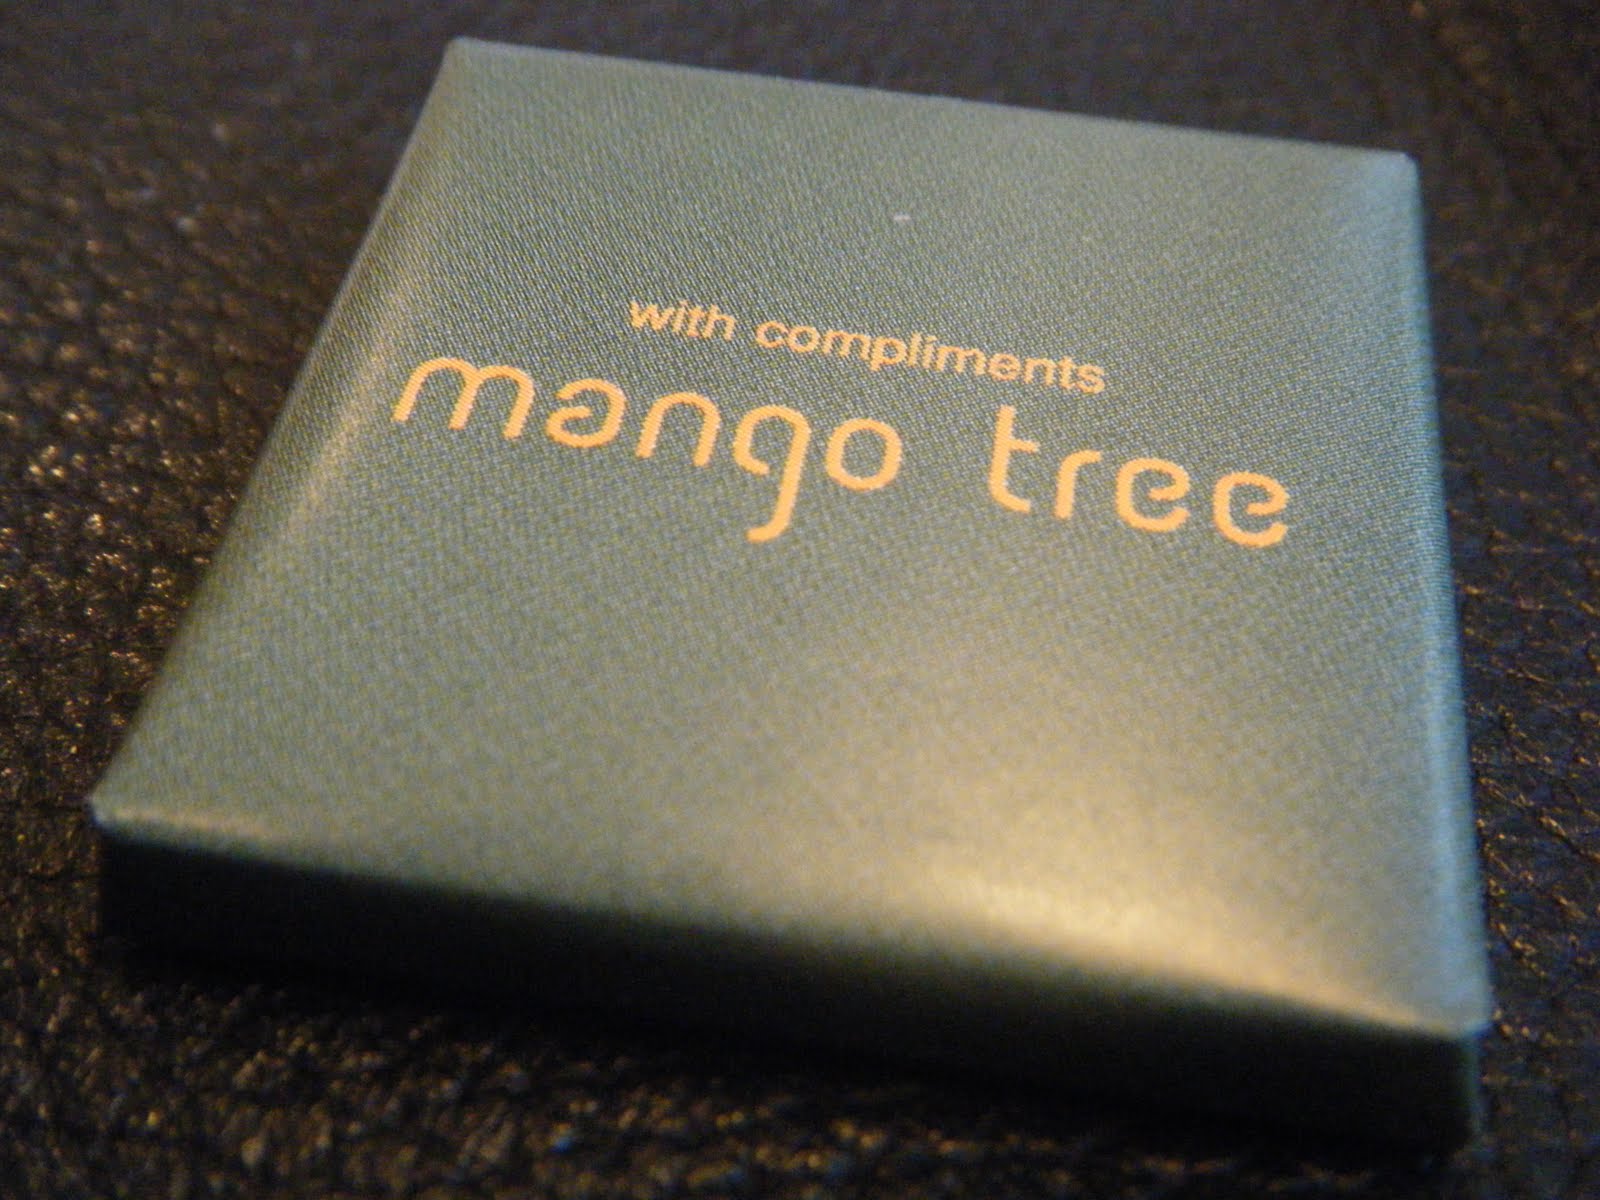 with compliments
mango tree